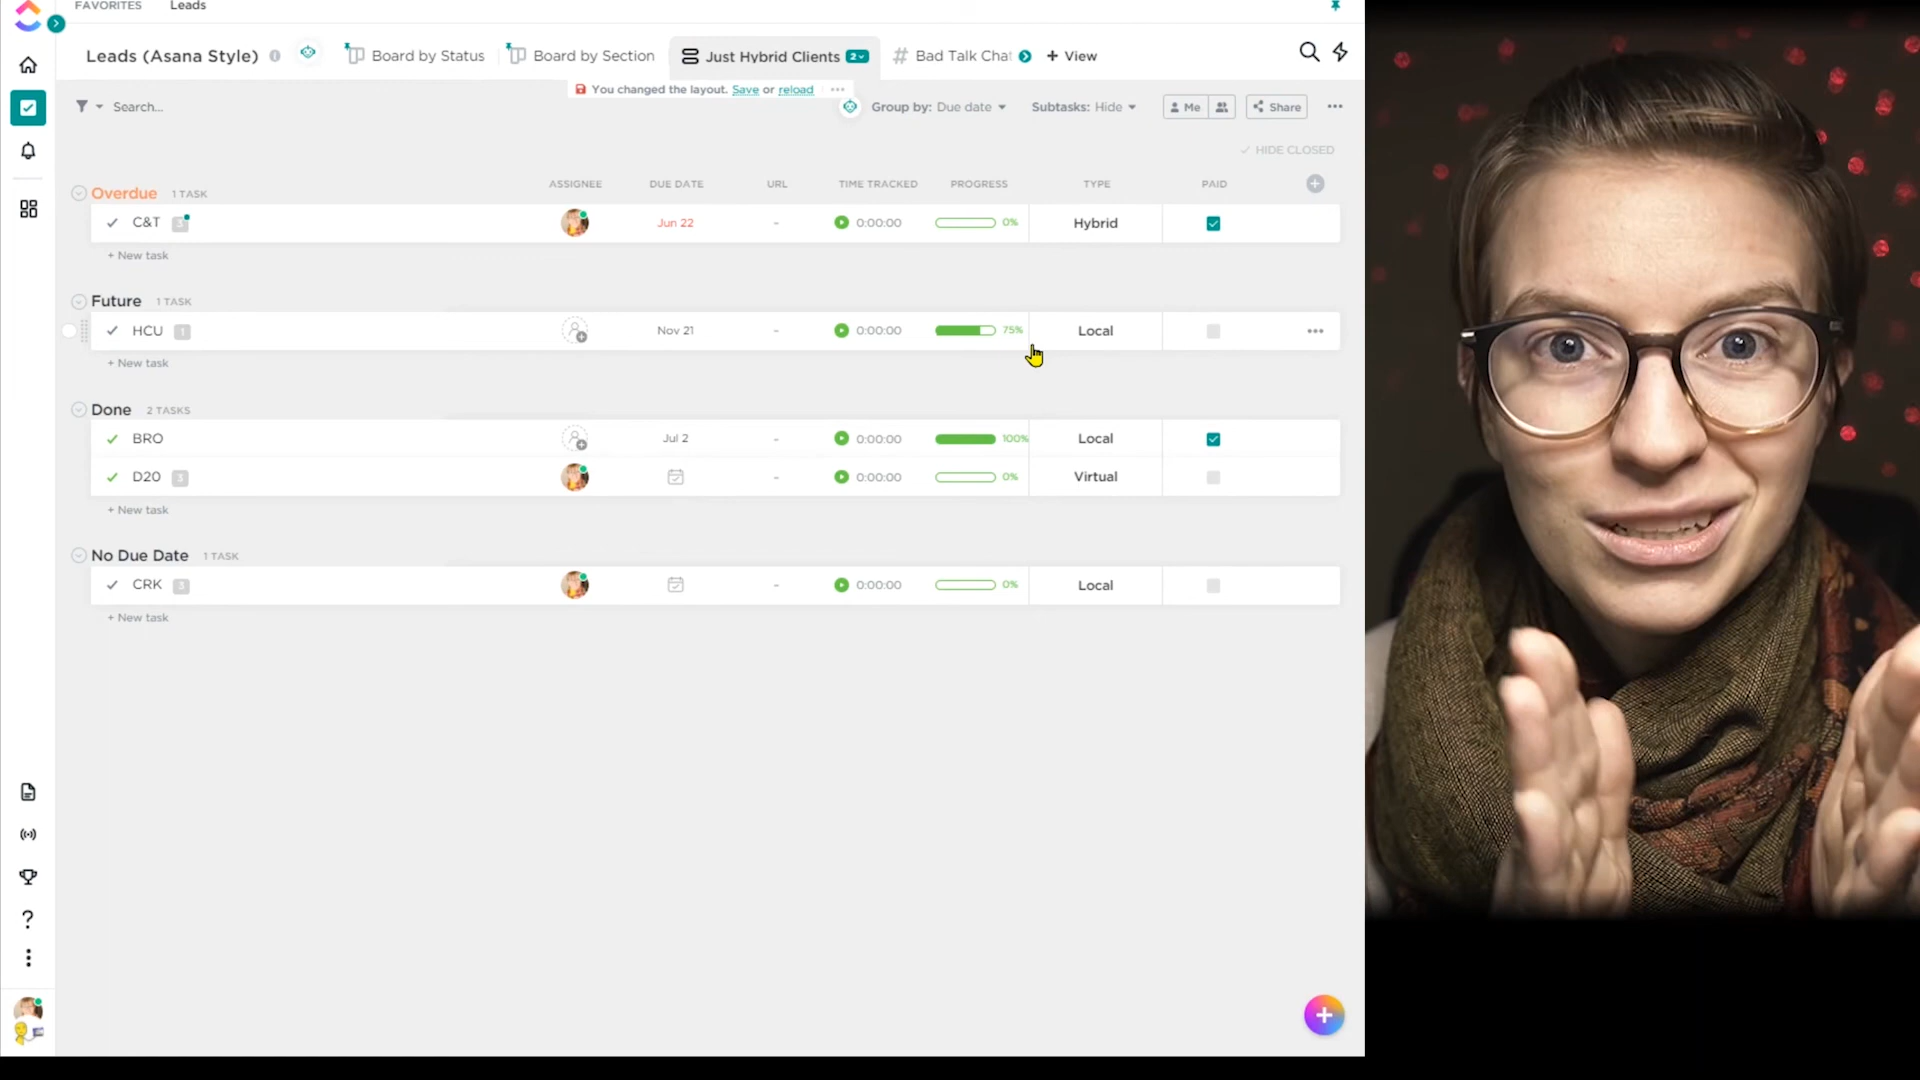 FAVORITES Leads
Leads (Asana Style) Board by Status Board by Section Just Hybrid Clients 2 # Bad Talk Chat + View
You changed the layout. Save or reload
Search... Group by: Due date Subtasks: Hide Me Share
HIDE CLOSED
Overdue 1 TASK ASSIGNEE DUE DATE URL TIME TRACKED PROGRESS TYPE PAID
C&T 3 Jun 22 - 0:00:00 0% Hybrid
+ New task
Future 1 TASK
HCU 1 Nov 21 - 0:00:00 75% Local
+ New task
Done 2 TASKS
BRO Jul 2 - 0:00:00 100% Local
D20 3 - 0:00:00 0% Virtual
+ New task
No Due Date 1 TASK
CRK 3 - 0:00:00 0% Local
+ New task